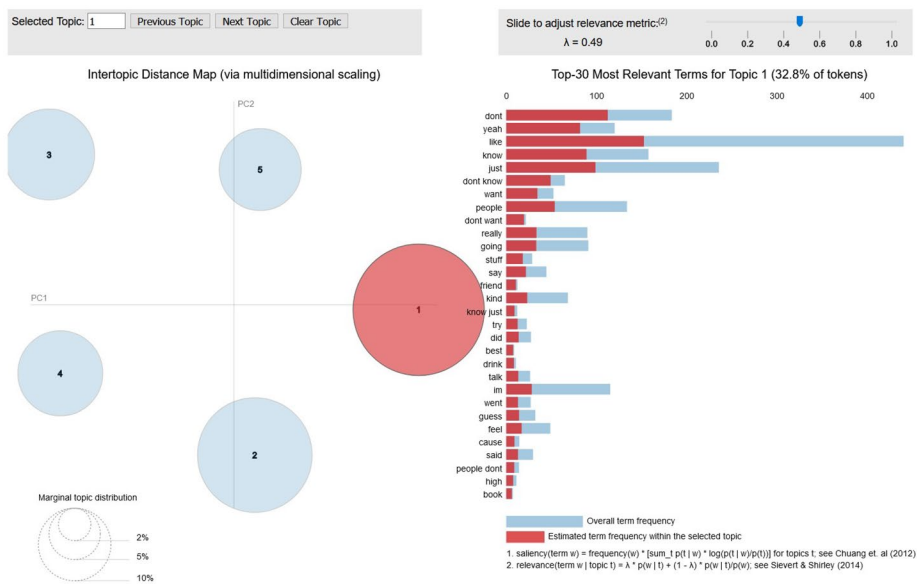 Selected Topic: 1 Previous Topic Next Topic Clear Topic
Slide to adjust relevance metric:(2)
λ = 0.49
0.0 0.2 0.4 0.6 0.8 1.0
Intertopic Distance Map (via multidimensional scaling)
PC2
PC1
3
5
1
4
2
Marginal topic distribution
2%
5%
10%
Top-30 Most Relevant Terms for Topic 1 (32.8% of tokens)
0 100 200 300 400
dont
yeah
like
know
just
dont know
want
people
dont want
really
going
stuff
say
friend
kind
know just
try
did
best
drink
talk
im
went
guess
feel
cause
said
people dont
high
book
Overall term frequency
Estimated term frequency within the selected topic
1. saliency(term w) = frequency(w) * [sum_t p(t | w) * log(p(t | w)/p(t))] for topics t; see Chuang et. al (2012)
2. relevance(term w | topic t) = λ * p(w | t) + (1 - λ) * p(w | t)/p(w); see Sievert & Shirley (2014)